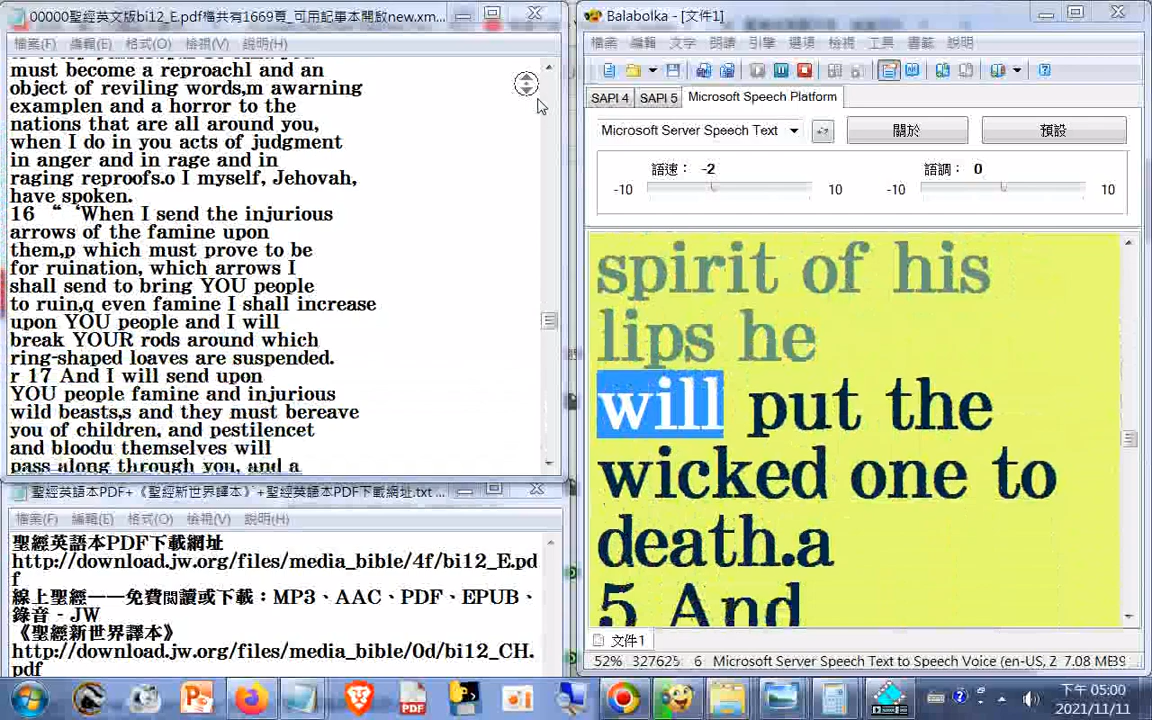 00000聖經英文版bi12_E.pdf檔共有1669頁_可用記事本開啟new.xm...
檔案(F) 編輯(E) 格式(O) 檢視(V) 說明(H)
must become a reproachl and an
object of reviling words,m awarning
examplen and a horror to the
nations that are all around you,
when I do in you acts of judgment
in anger and in rage and in
raging reproofs.o I myself, Jehovah,
have spoken.
16 “ ‘When I send the injurious
arrows of the famine upon
them,p which must prove to be
for ruination, which arrows I
shall send to bring YOU people
to ruin,q even famine I shall increase
upon YOU people and I will
break YOUR rods around which
ring-shaped loaves are suspended.
r 17 And I will send upon
YOU people famine and injurious
wild beasts,s and they must bereave
you of children, and pestilencet
and bloodu themselves will
pass along through you, and a
聖經英語本PDF+《聖經新世界譯本》+聖經英語本PDF下載網址.txt ...
檔案(F) 編輯(E) 格式(O) 檢視(V) 說明(H)
聖經英語本PDF下載網址
http://download.jw.org/files/media_bible/4f/bi12_E.pd
f
線上聖經——免費閱讀或下載：MP3、AAC、PDF、EPUB、
錄音 - JW
《聖經新世界譯本》
http://download.jw.org/files/media_bible/0d/bi12_CH.
pdf
Balabolka - [文件1]
檔案 編輯 文字 朗讀 引擎 選項 檢視 工具 書籤 說明
SAPI 4 SAPI 5 Microsoft Speech Platform
Microsoft Server Speech Text 關於 預設
語速： -2 語調： 0
-10 10 -10 10
spirit of his
lips he
will put the
wicked one to
death.a
5 And
文件1
52% 327625 6 Microsoft Server Speech Text to Speech Voice (en-US, Z 7.08 MB
下午 05:00
2021/11/11